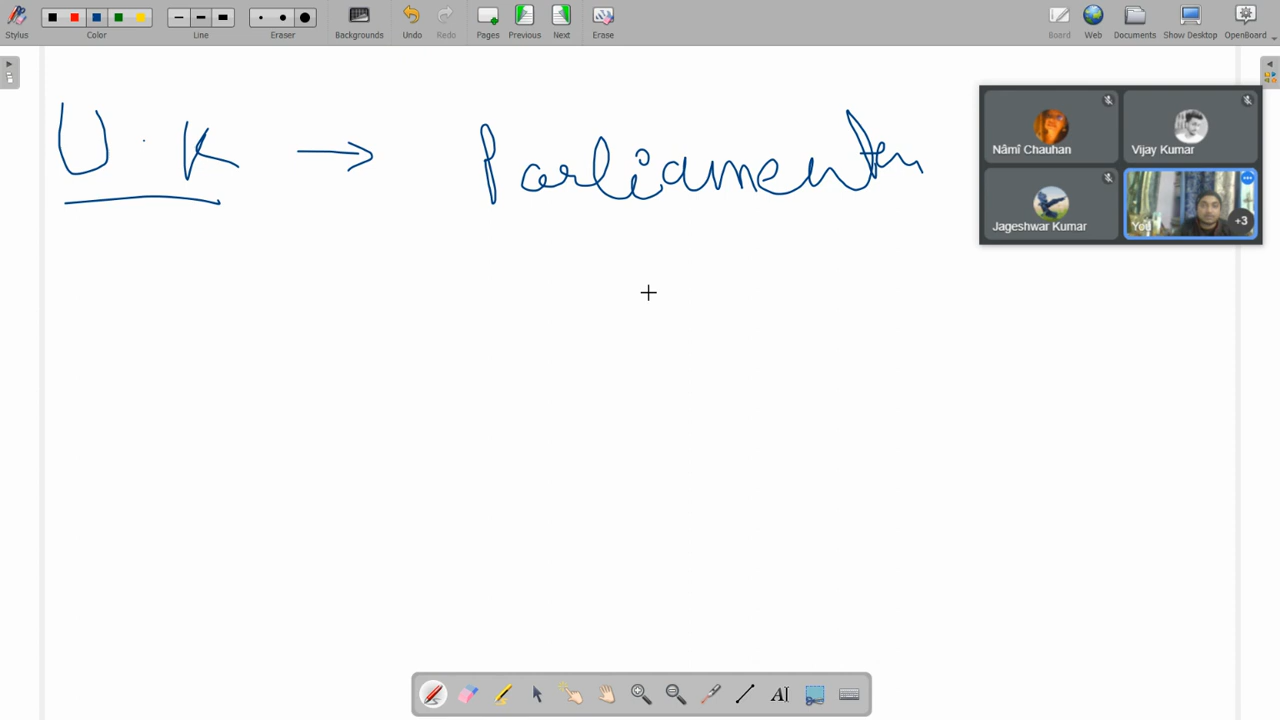 Stylus
Color
Line
Eraser
Backgrounds
Undo
Redo
Pages
Previous
Next
Erase
Board
Web
Documents
Show Desktop
OpenBoard
U.K → Parliament
Nâmî Chauhan
Vijay Kumar
Jageshwar Kumar
You
+3
AI